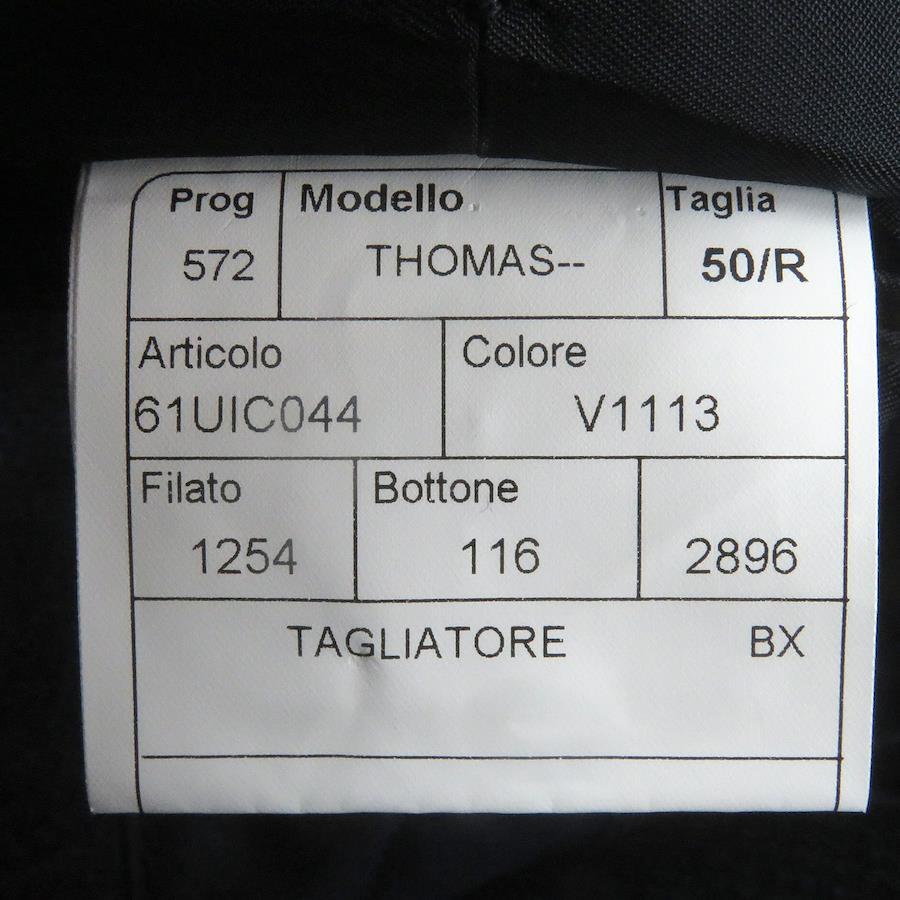 Prog Modello. Taglia
572 THOMAS-- 50/R
Articolo Colore
61UIC044 V1113
Filato Bottone
1254 116 2896
TAGLIATORE BX